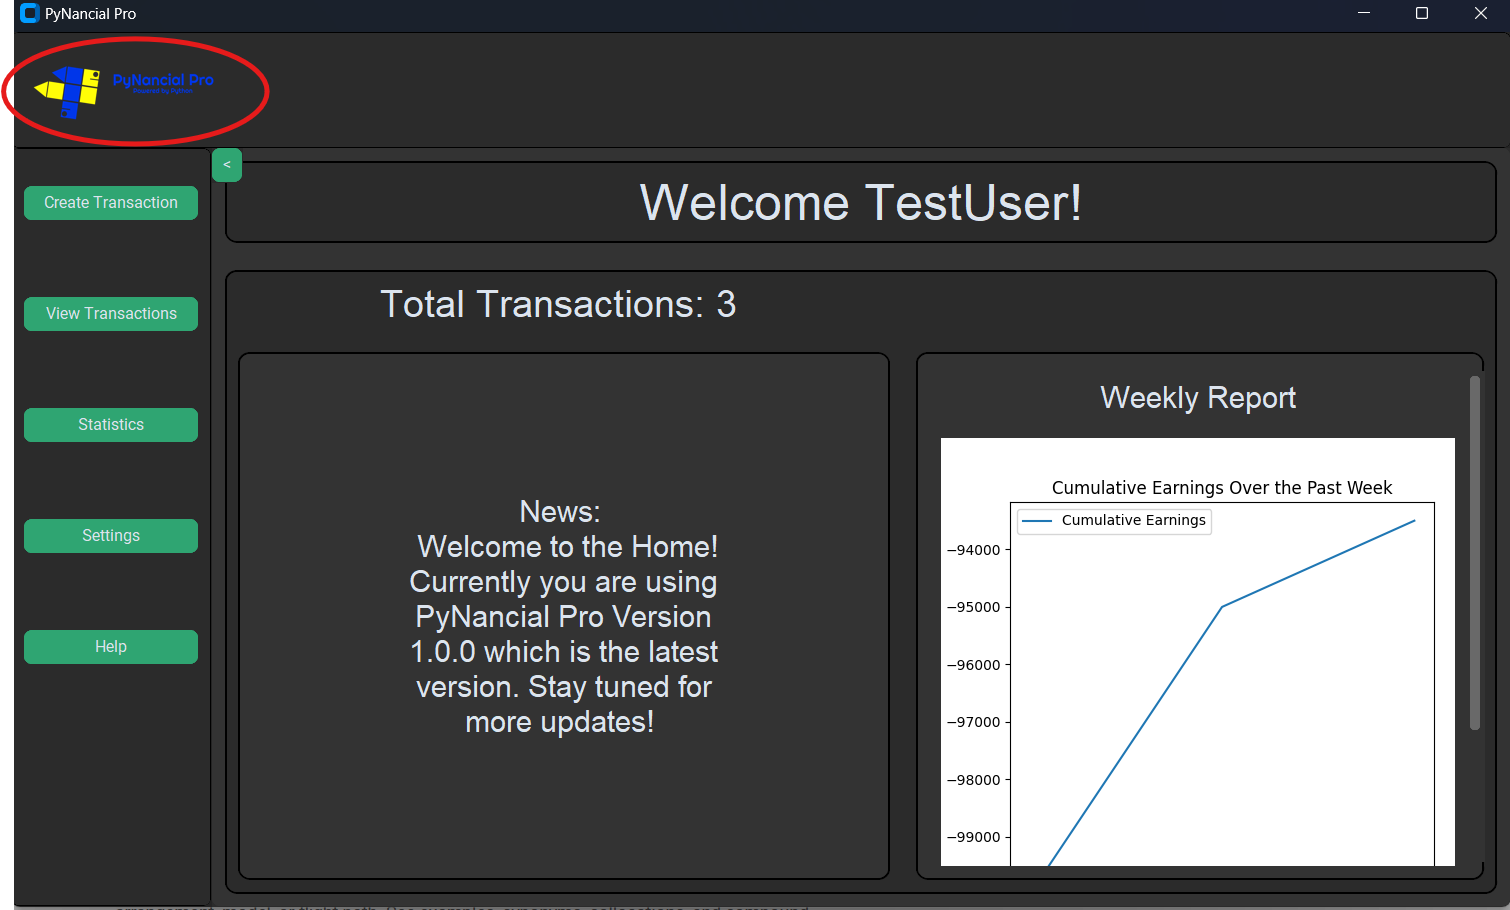 PyNancial Pro
PyNancial Pro
Powered by Python
<
Create Transaction
View Transactions
Statistics
Settings
Help
Welcome TestUser!
Total Transactions: 3
News:
Welcome to the Home!
Currently you are using
PyNancial Pro Version
1.0.0 which is the latest
version. Stay tuned for
more updates!
Weekly Report
Cumulative Earnings Over the Past Week
Cumulative Earnings
−94000
−95000
−96000
−97000
−98000
−99000